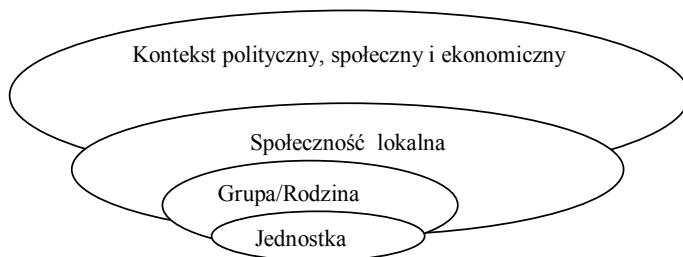 Kontekst polityczny, społeczny i ekonomiczny
Społeczność lokalna
Grupa/Rodzina
Jednostka